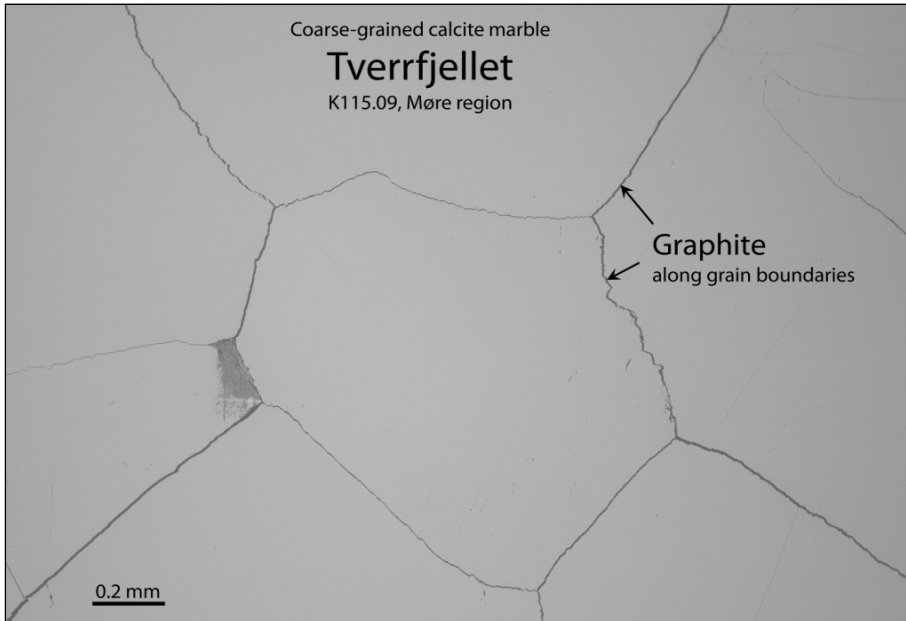 Coarse-grained calcite marble
Tverrfjellet
K115.09, Møre region
Graphite
along grain boundaries
0.2 mm